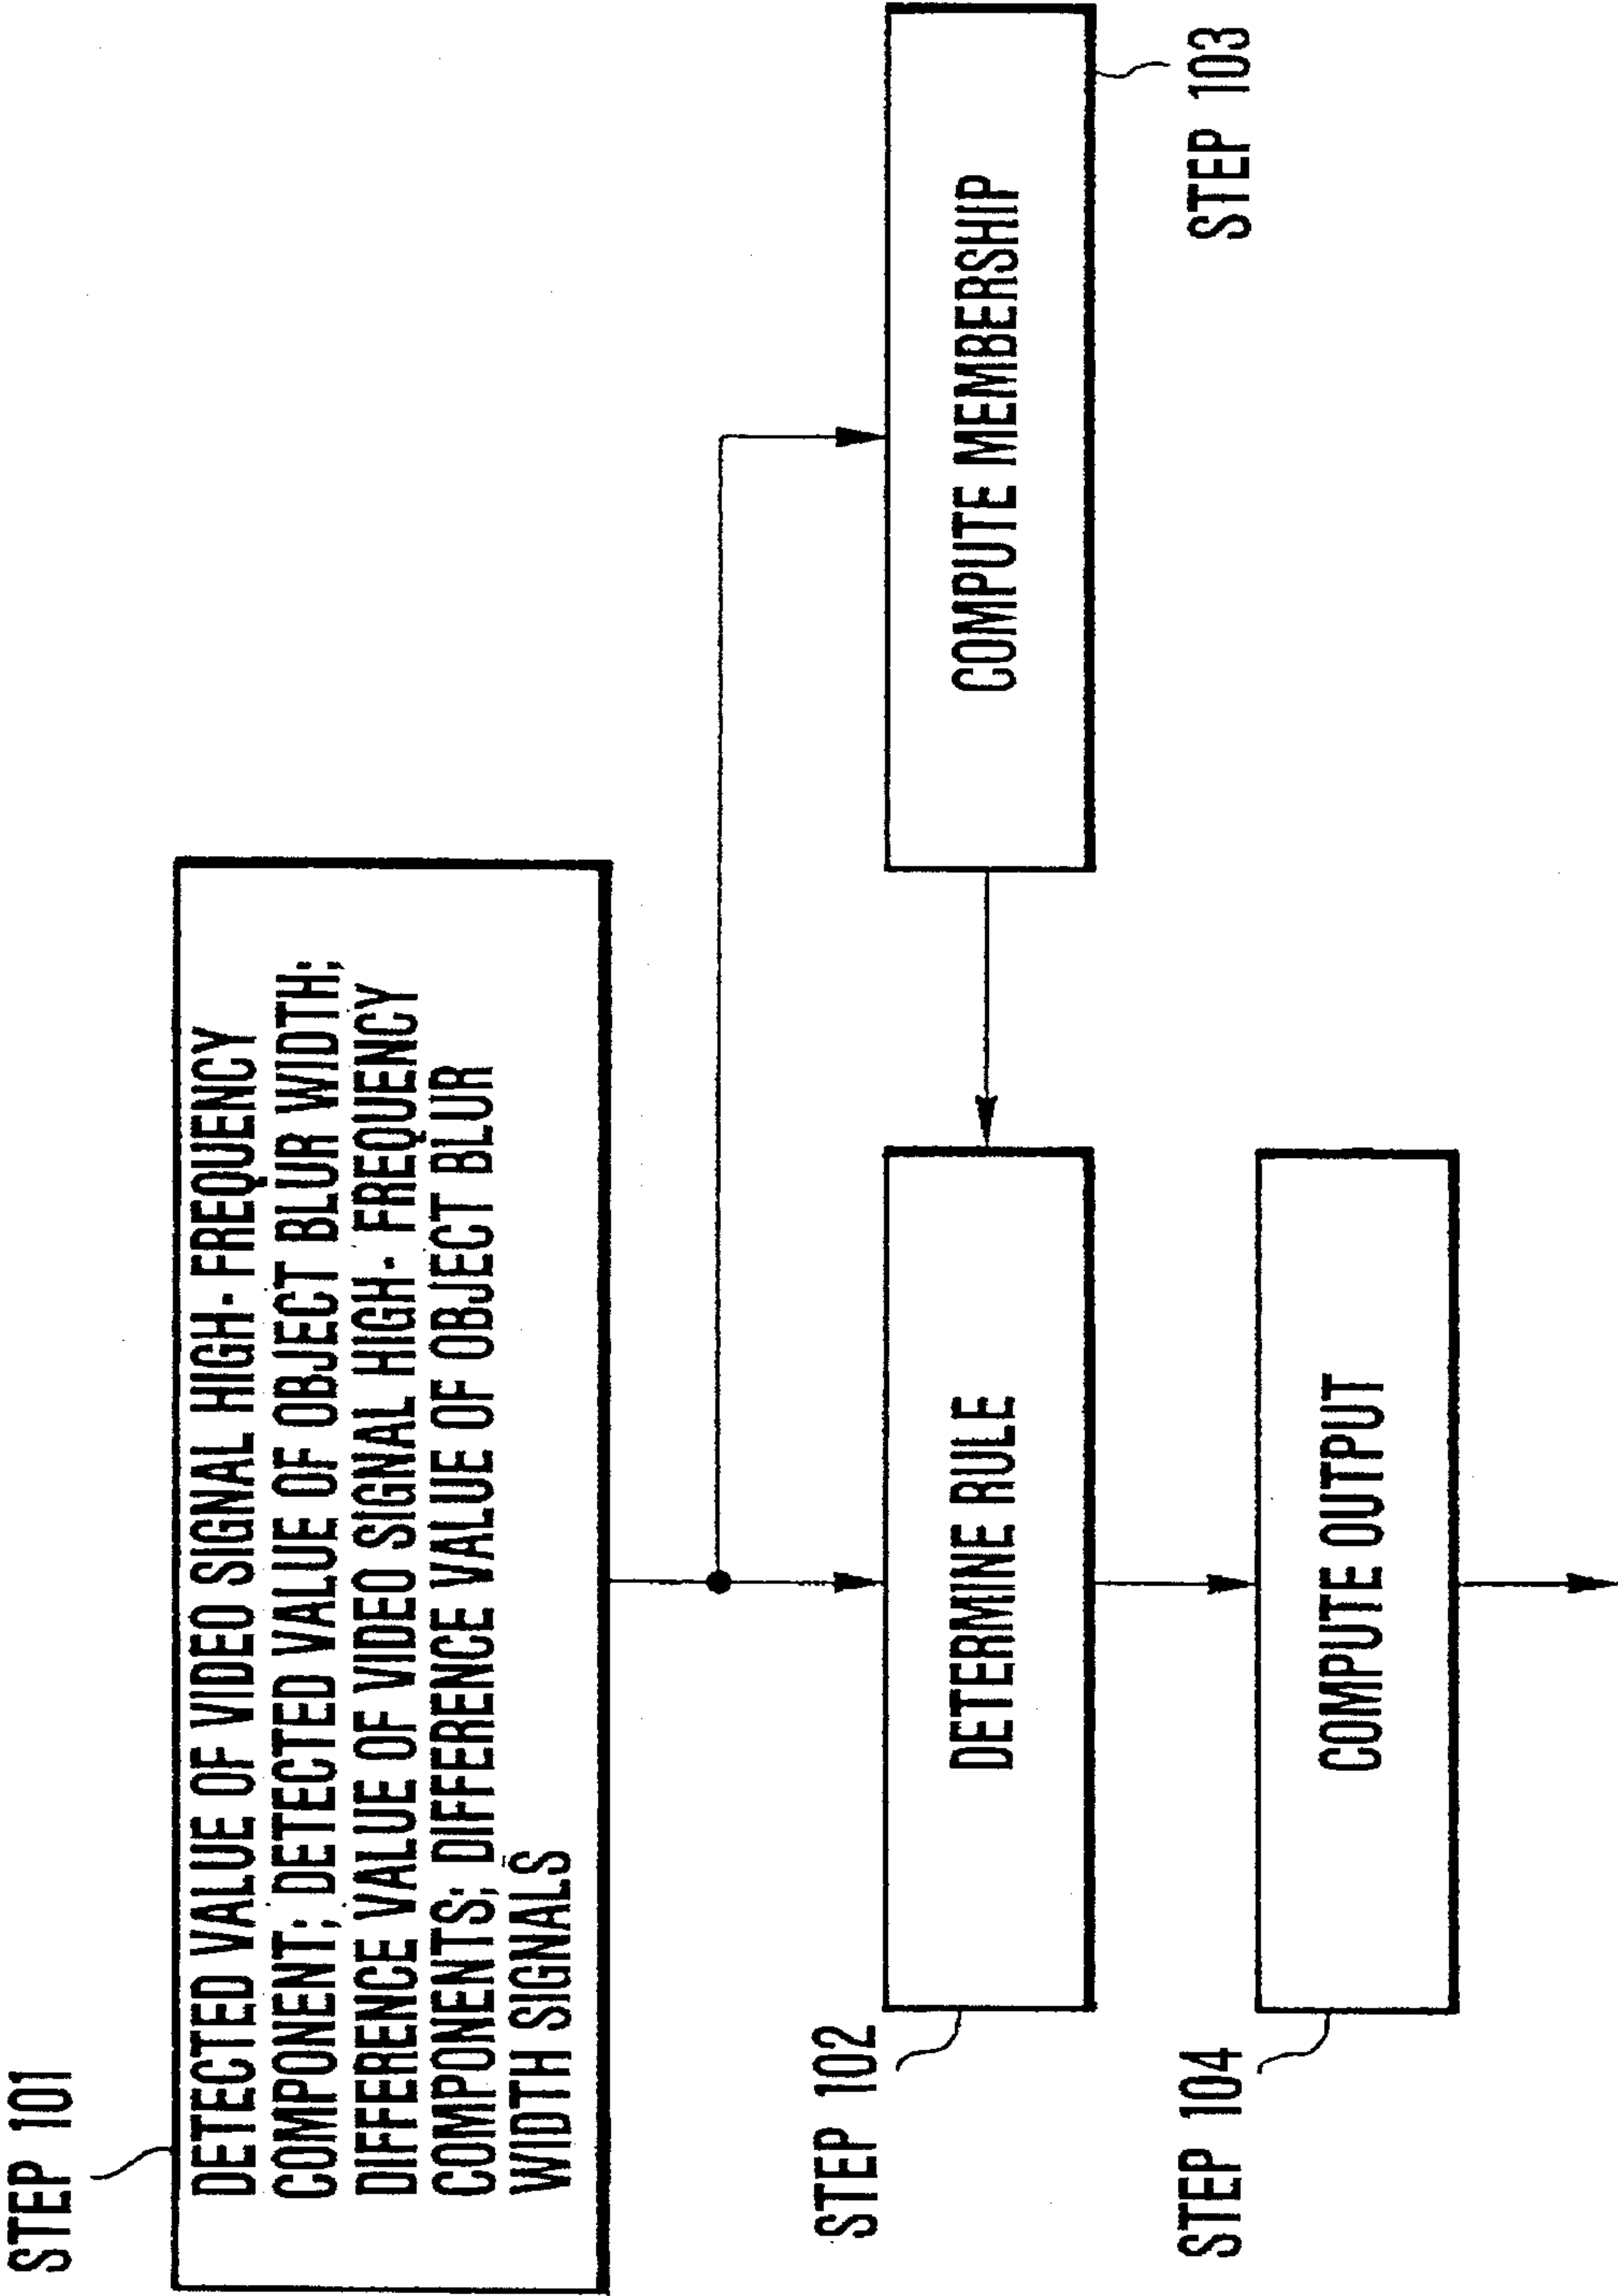 STEP 101
DETECTED VALUE OF VIDEO SIGNAL HIGH-FREQUENCY
COMPONENT; DETECTED VALUE OF OBJECT BLUR WIDTH;
DIFFERENCE VALUE OF VIDEO SIGNAL HIGH-FREQUENCY
COMPONENTS; DIFFERENCE VALUE OF OBJECT BLUR
WIDTH SIGNALS
STEP 102
DETERMINE RULE
COMPUTE MEMBERSHIP
STEP 103
STEP 104
COMPUTE OUTPUT